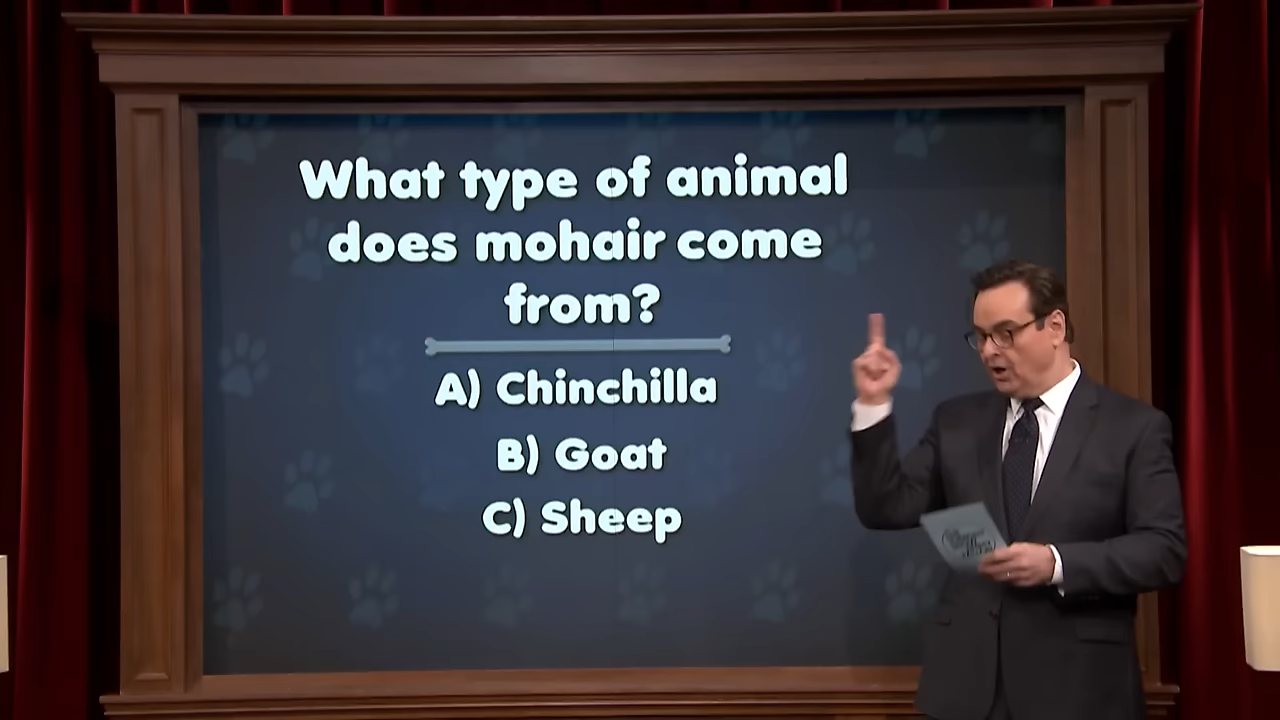 What type of animal
does mohair come
from?
A) Chinchilla
B) Goat
C) Sheep